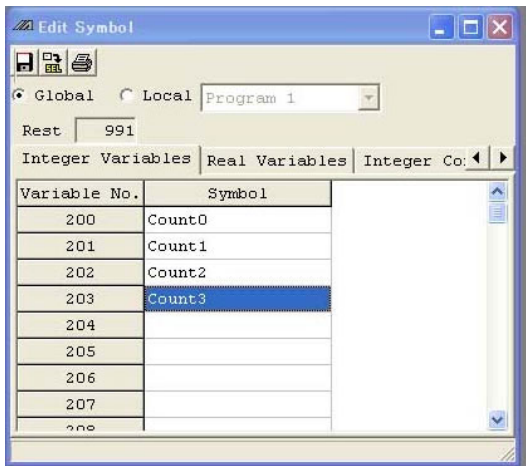 Edit Symbol
Global Local Program 1
Rest 991
Integer Variables Real Variables Integer Co
Variable No. Symbol
200 Count0
201 Count1
202 Count2
203 Count3
204
205
206
207